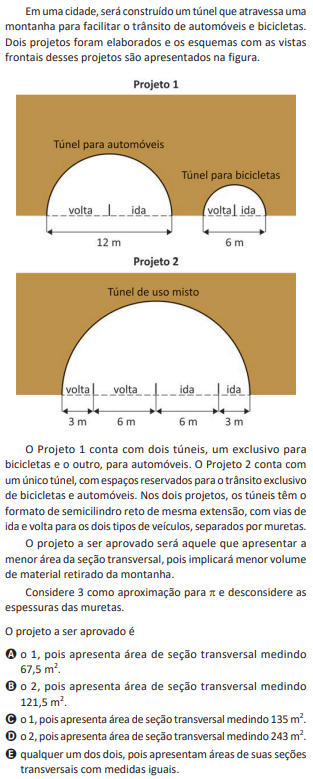 Em uma cidade, será construído um túnel que atravessa uma
montanha para facilitar o trânsito de automóveis e bicicletas.
Dois projetos foram elaborados e os esquemas com as vistas
frontais desses projetos são apresentados na figura.
Projeto 1
Túnel para automóveis
Túnel para bicicletas
volta ida
volta ida
12 m
6 m
Projeto 2
Túnel de uso misto
volta volta ida ida
3 m 6 m 6 m 3 m
O Projeto 1 conta com dois túneis, um exclusivo para
bicicletas e o outro, para automóveis. O Projeto 2 conta com
um único túnel, com espaços reservados para o trânsito exclusivo
de bicicletas e automóveis. Nos dois projetos, os túneis têm o
formato de semicilindro reto de mesma extensão, com vias de
ida e volta para os dois tipos de veículos, separados por muretas.
O projeto a ser aprovado será aquele que apresentar a
menor área da seção transversal, pois implicará menor volume
de material retirado da montanha.
Considere 3 como aproximação para π e desconsidere as
espessuras das muretas.
O projeto a ser aprovado é
A o 1, pois apresenta área de seção transversal medindo
67,5 m².
B o 2, pois apresenta área de seção transversal medindo
121,5 m².
C o 1, pois apresenta área de seção transversal medindo 135 m².
D o 2, pois apresenta área de seção transversal medindo 243 m².
E qualquer um dos dois, pois apresentam áreas de suas seções
transversais com medidas iguais.